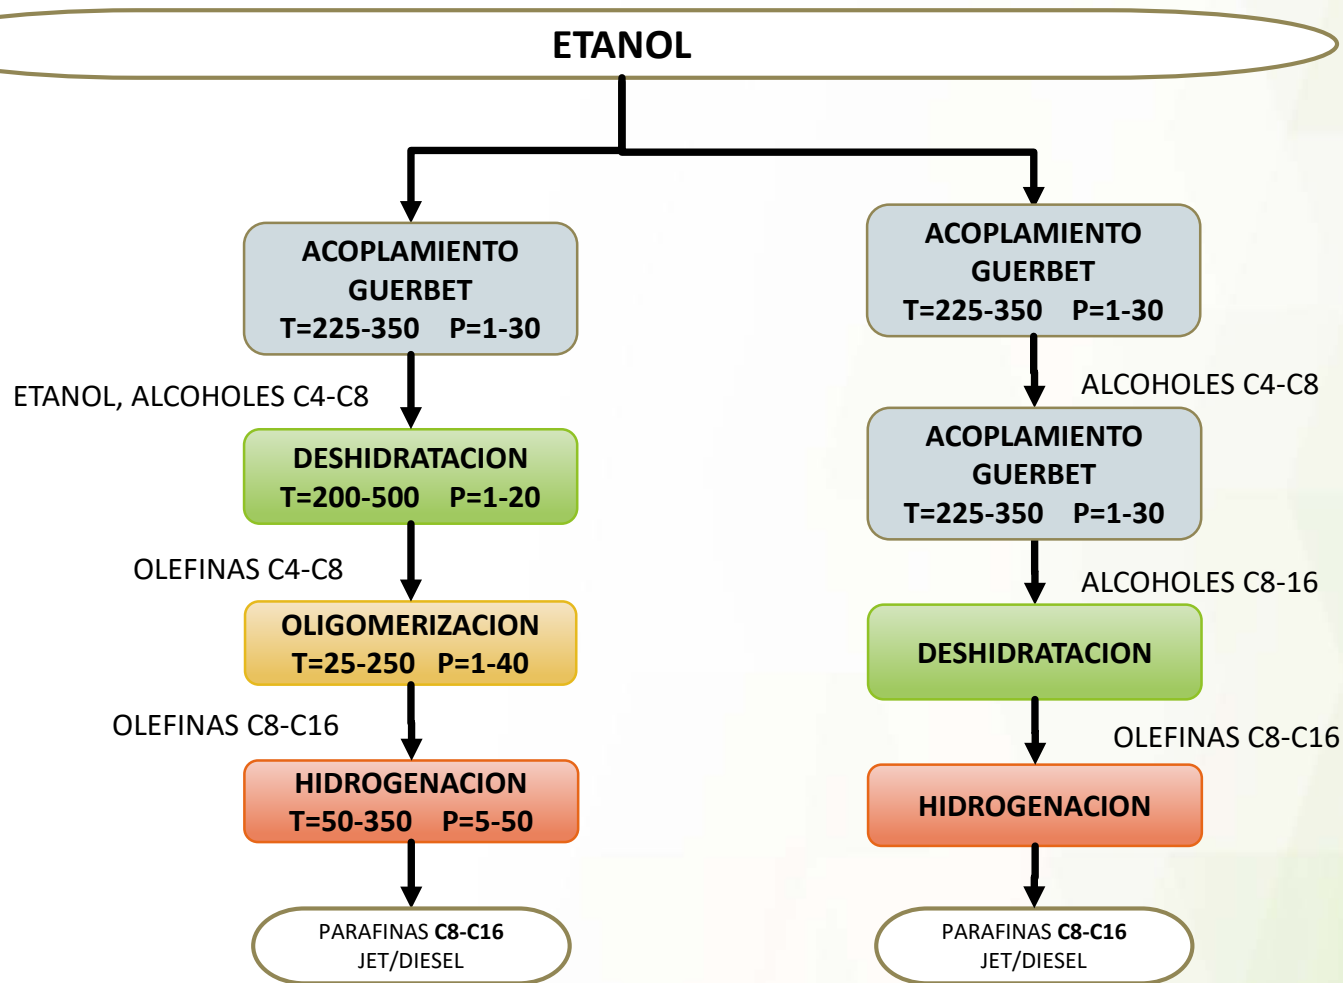 ETANOL
ACOPLAMIENTO
GUERBET
T=225-350 P=1-30
ETANOL, ALCOHOLES C4-C8
DESHIDRATACION
T=200-500 P=1-20
OLEFINAS C4-C8
OLIGOMERIZACION
T=25-250 P=1-40
OLEFINAS C8-C16
HIDROGENACION
T=50-350 P=5-50
PARAFINAS C8-C16
JET/DIESEL
ACOPLAMIENTO
GUERBET
T=225-350 P=1-30
ALCOHOLES C4-C8
ACOPLAMIENTO
GUERBET
T=225-350 P=1-30
ALCOHOLES C8-16
DESHIDRATACION
OLEFINAS C8-C16
HIDROGENACION
PARAFINAS C8-C16
JET/DIESEL